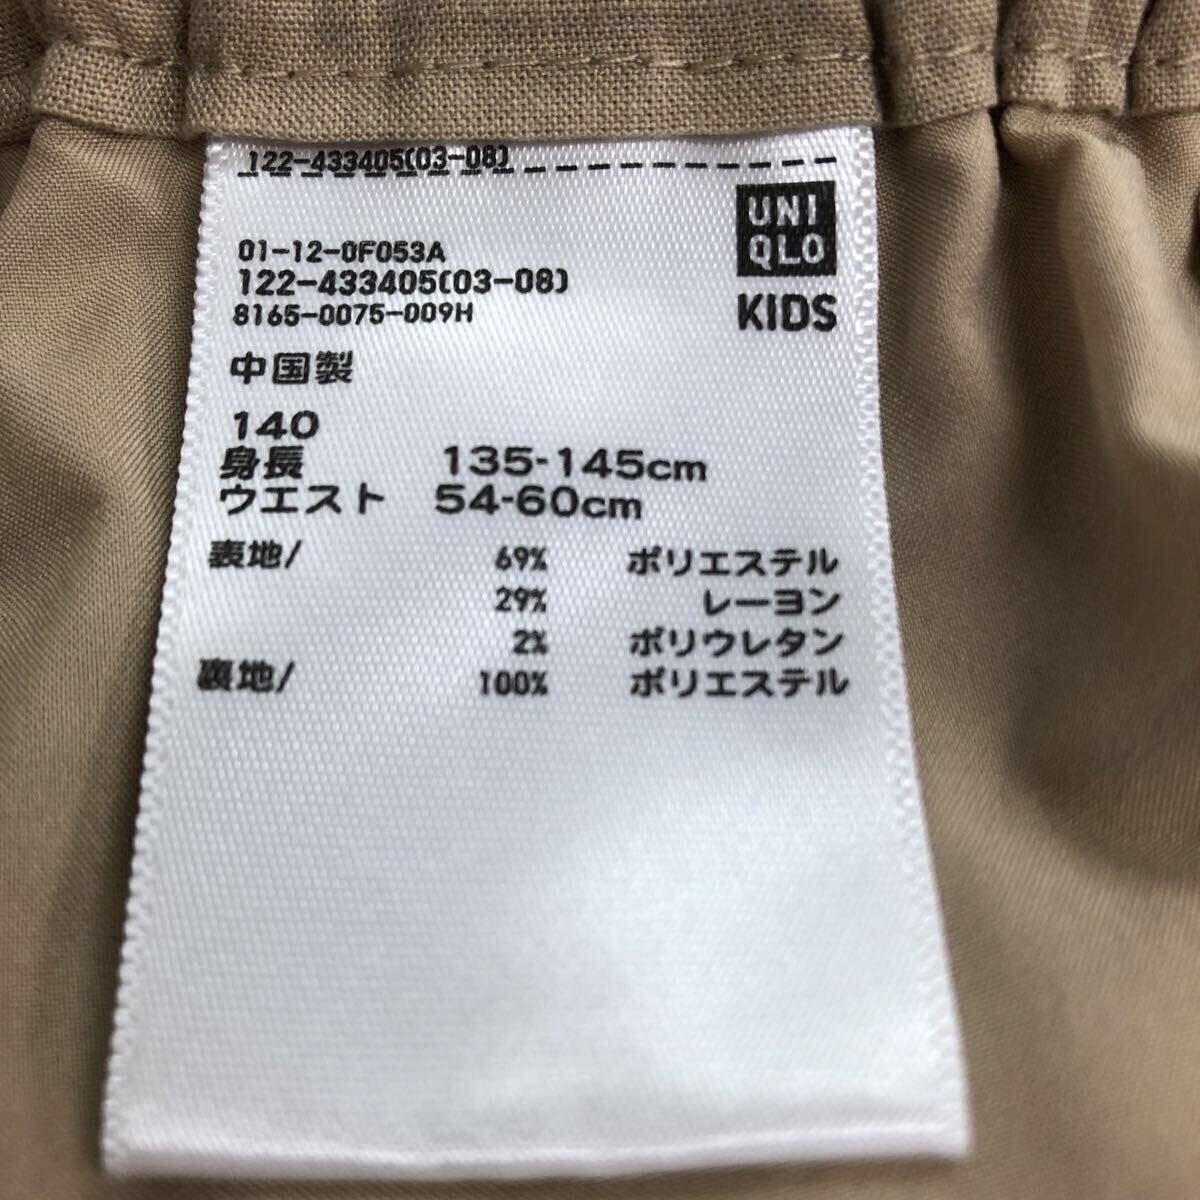 122-433405(03-08)
UNI
QLO
KIDS
01-12-0F053A
122-433405(03-08)
8165-0075-009H
中国製
140
身長 135-145cm
ウエスト 54-60cm
表地/ 69% ポリエステル
29% レーヨン
2% ポリウレタン
裏地/ 100% ポリエステル